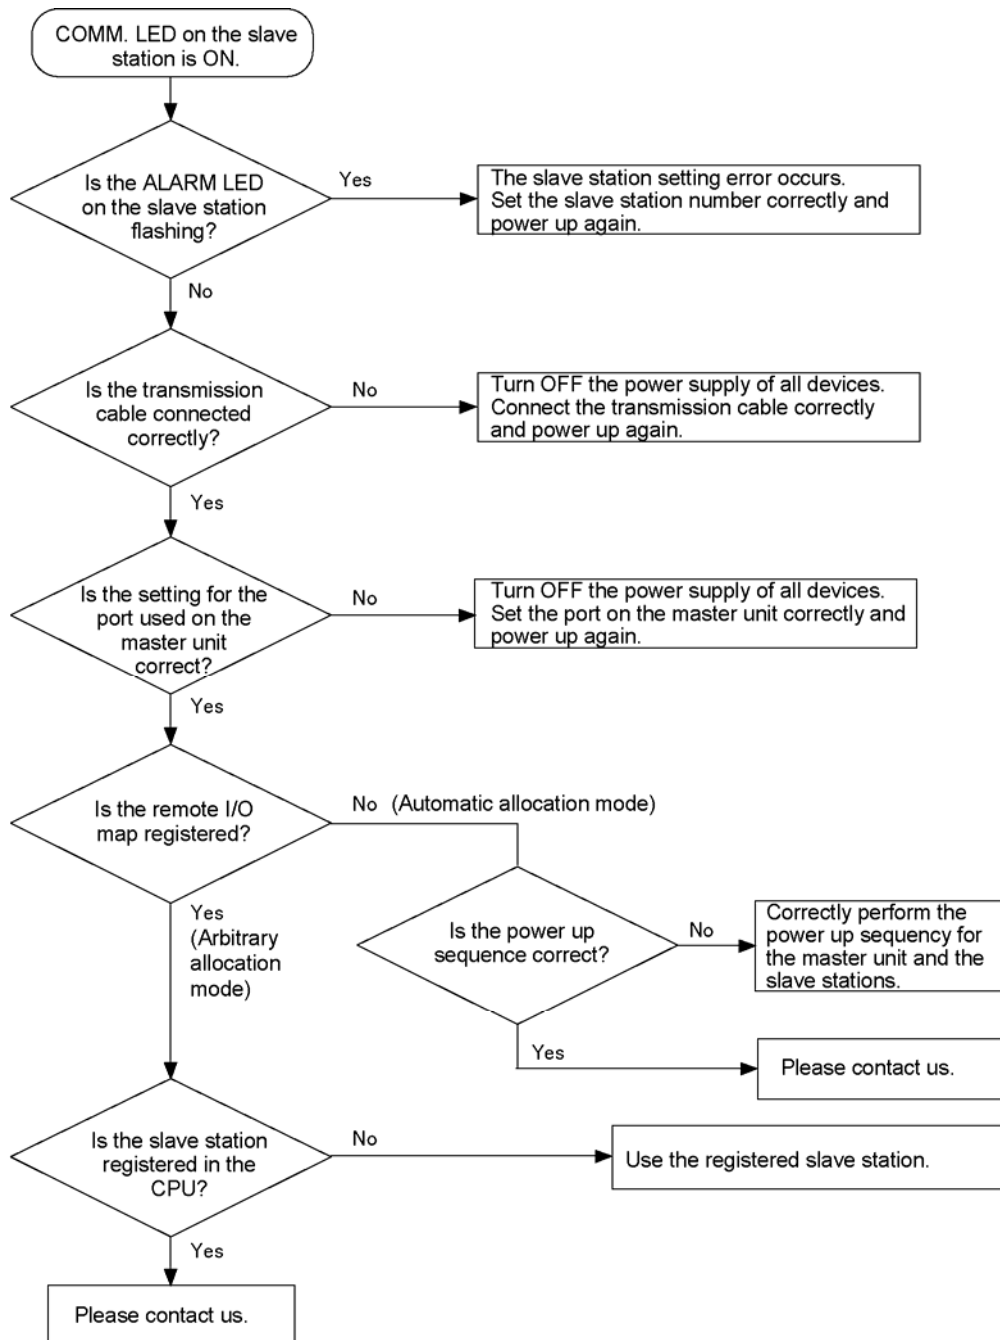 COMM. LED on the slave
station is ON.
Is the ALARM LED
on the slave station
flashing?
Yes
The slave station setting error occurs.
Set the slave station number correctly and
power up again.
No
Is the transmission
cable connected
correctly?
No
Turn OFF the power supply of all devices.
Connect the transmission cable correctly
and power up again.
Yes
Is the setting for the
port used on the
master unit
correct?
No
Turn OFF the power supply of all devices.
Set the port on the master unit correctly and
power up again.
Yes
Is the remote I/O
map registered?
No (Automatic allocation mode)
Yes
(Arbitrary
allocation
mode)
Is the power up
sequence correct?
No
Correctly perform the
power up sequency for
the master unit and the
slave stations.
Yes
Please contact us.
Is the slave station
registered in the
CPU?
No
Use the registered slave station.
Yes
Please contact us.